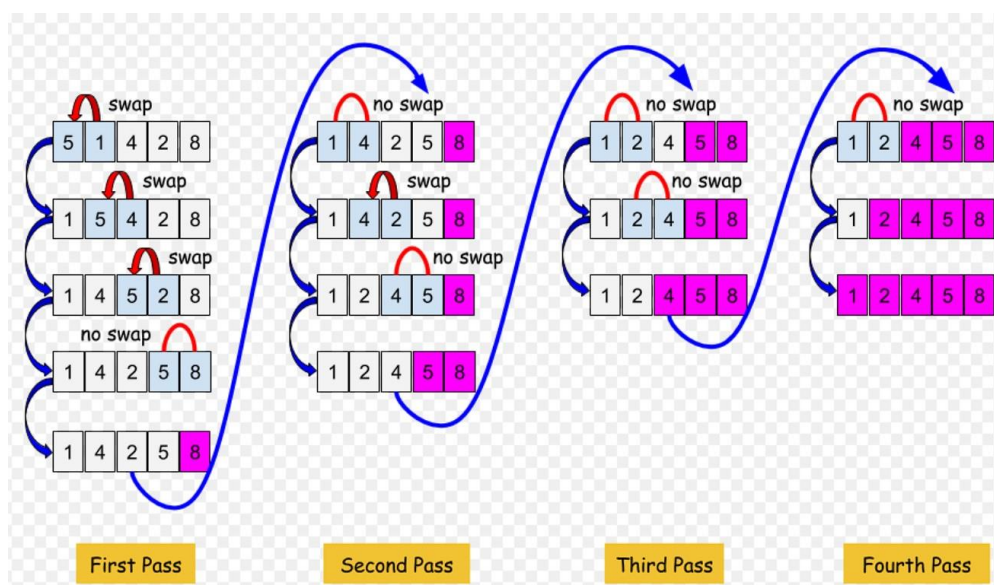 swap
5 1 4 2 8
swap
1 5 4 2 8
swap
1 4 5 2 8
no swap
1 4 2 5 8
1 4 2 5 8
First Pass
no swap
1 4 2 5 8
swap
1 4 2 5 8
no swap
1 2 4 5 8
1 2 4 5 8
Second Pass
no swap
1 2 4 5 8
no swap
1 2 4 5 8
1 2 4 5 8
Third Pass
no swap
1 2 4 5 8
1 2 4 5 8
1 2 4 5 8
Fourth Pass